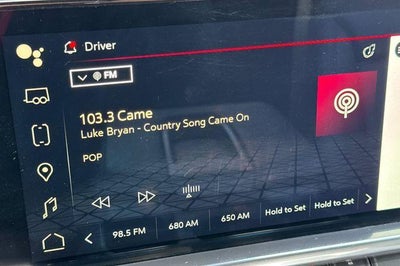 Driver
FM
103.3 Came
Luke Bryan - Country Song Came On
POP
98.5 FM
680 AM
650 AM
Hold to Set
Hold to Set